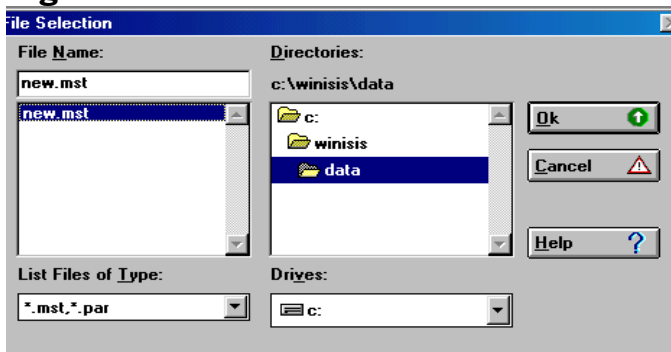 File Selection
File Name:
new.mst
new.mst
List Files of Type:
*.mst,*.par
Directories:
c:\winisis\data
c:
winisis
data
Drives:
c:
Ok
Cancel
Help